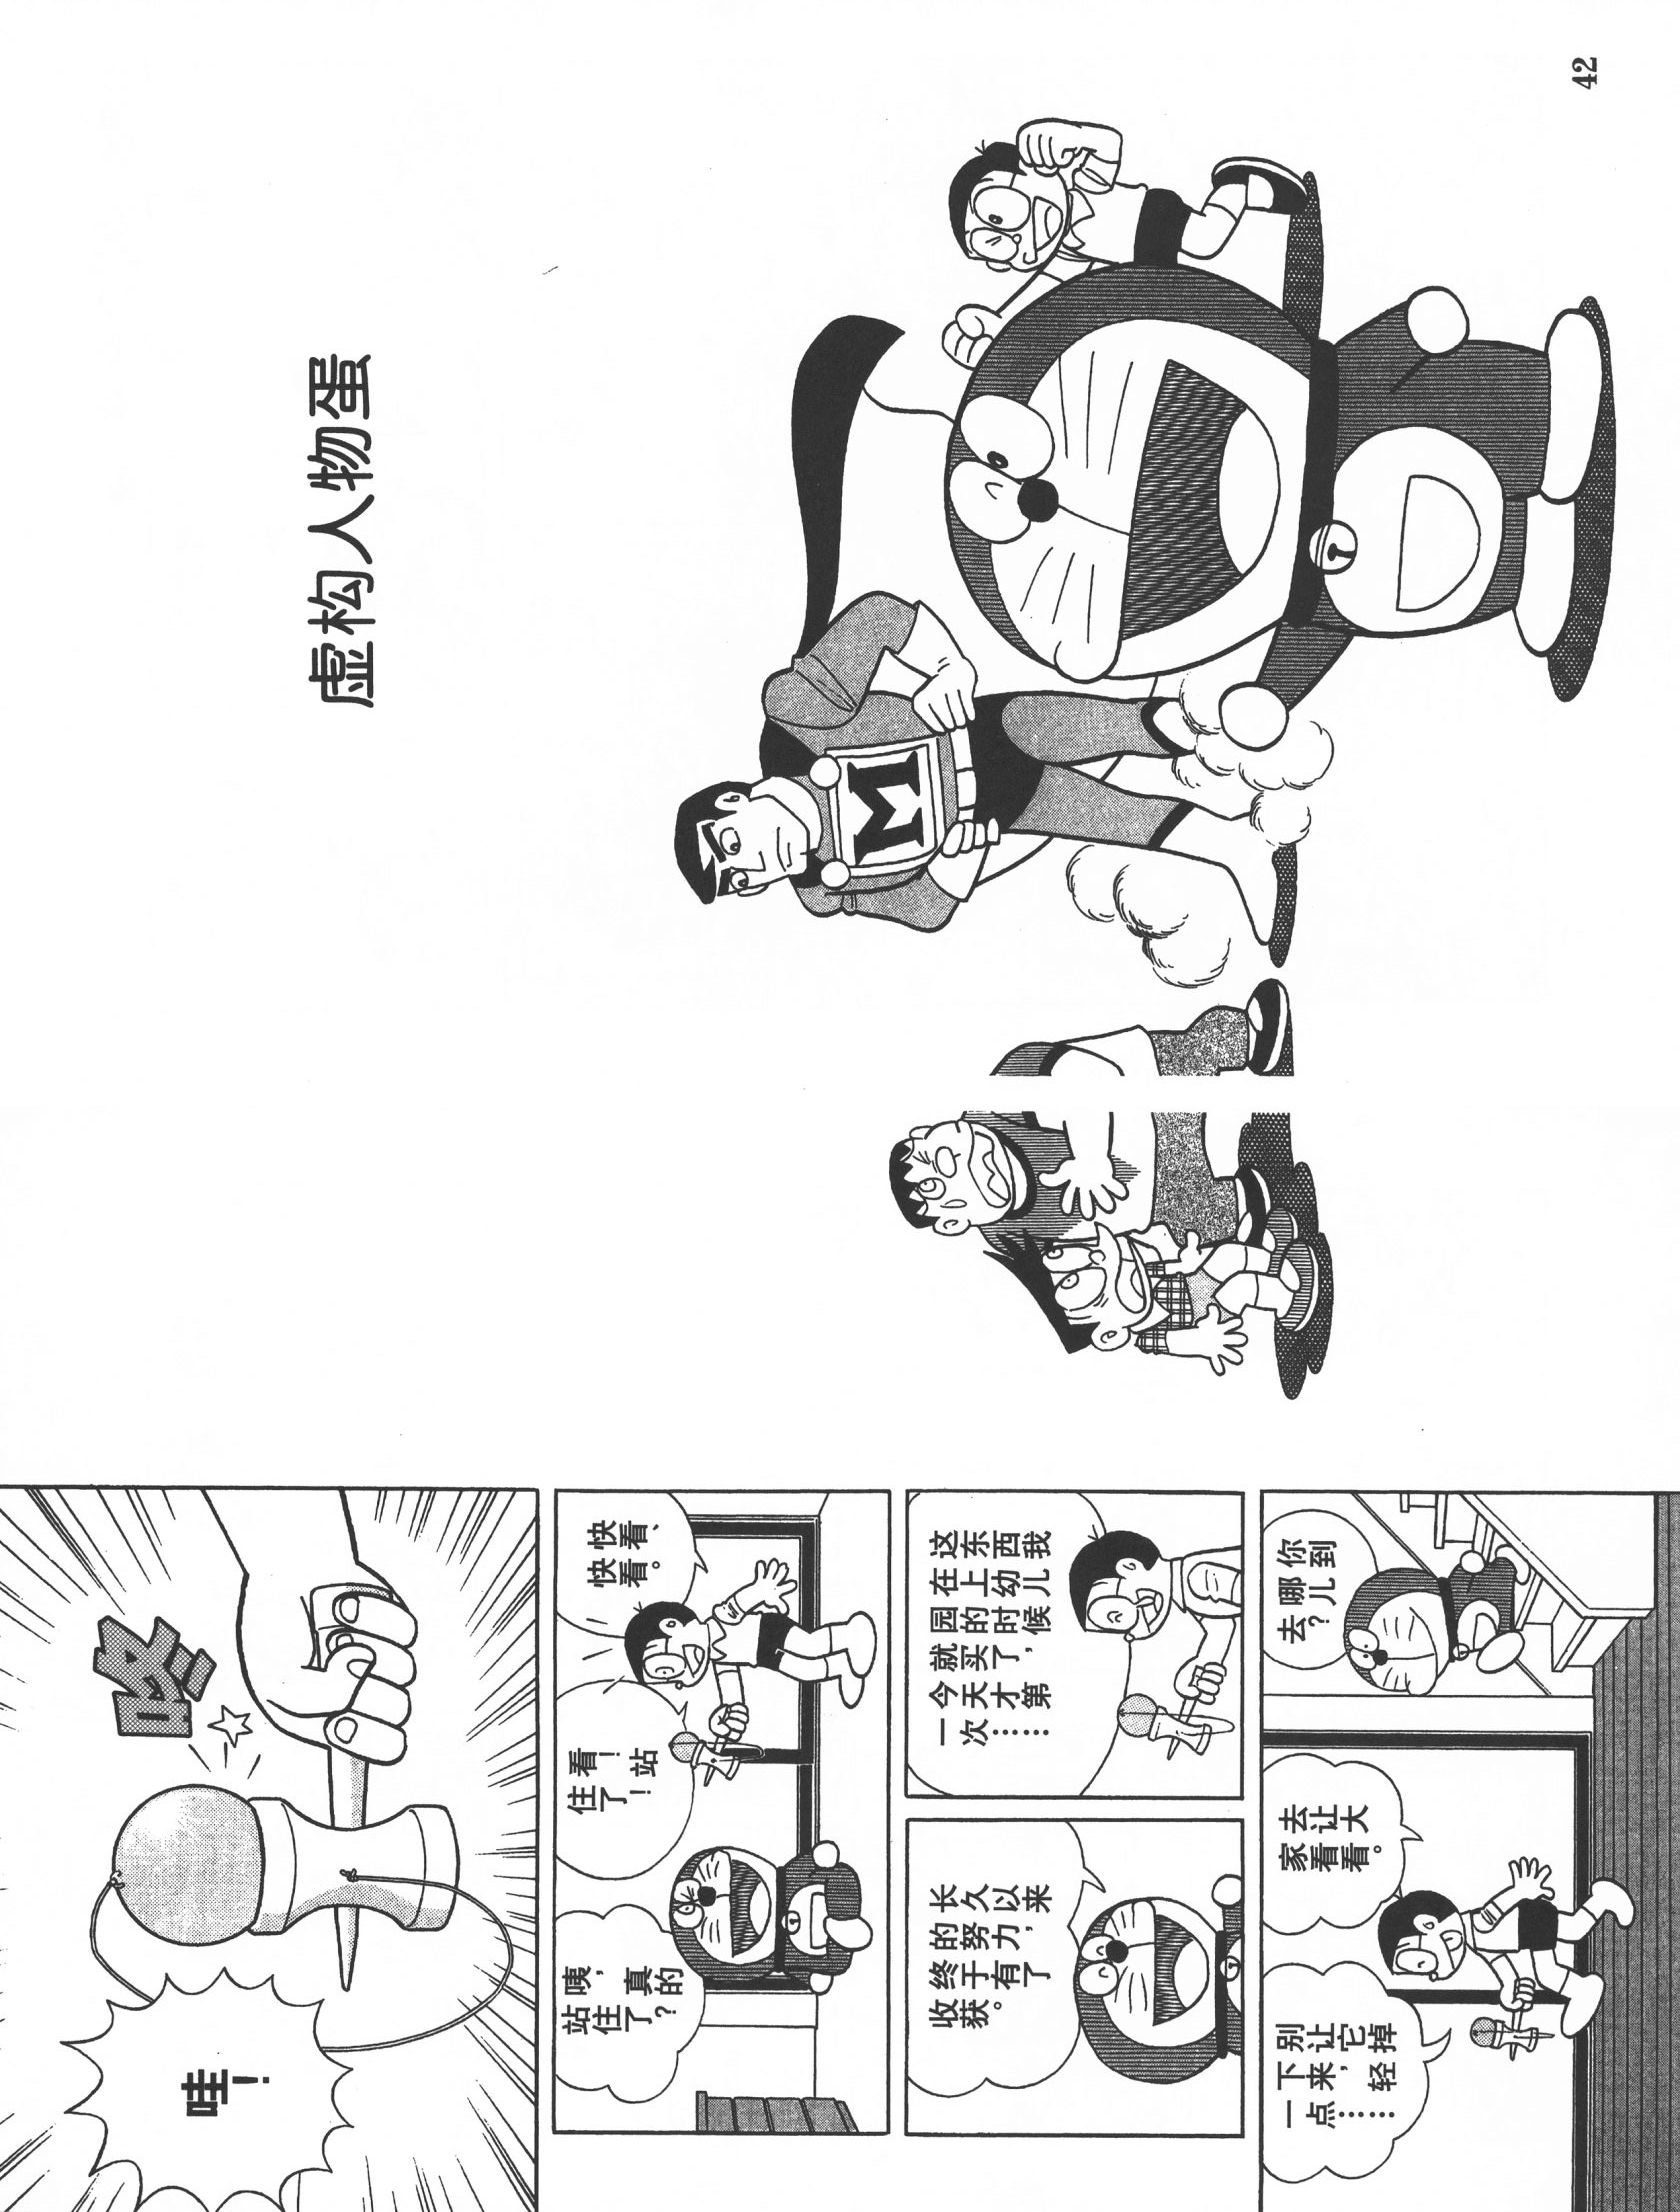 虚构人物蛋
42
咚
哇！
快看、
快看。
看！站
住了！
咦，真的
站住了？
这东西我
在上幼儿
园的时候
就买了，
今天才第
一次……
长久以来
的努力，
终于有了
收获。
你到
哪儿
去？
去让大
家看看。
别让它掉
下来，轻
一点……
M